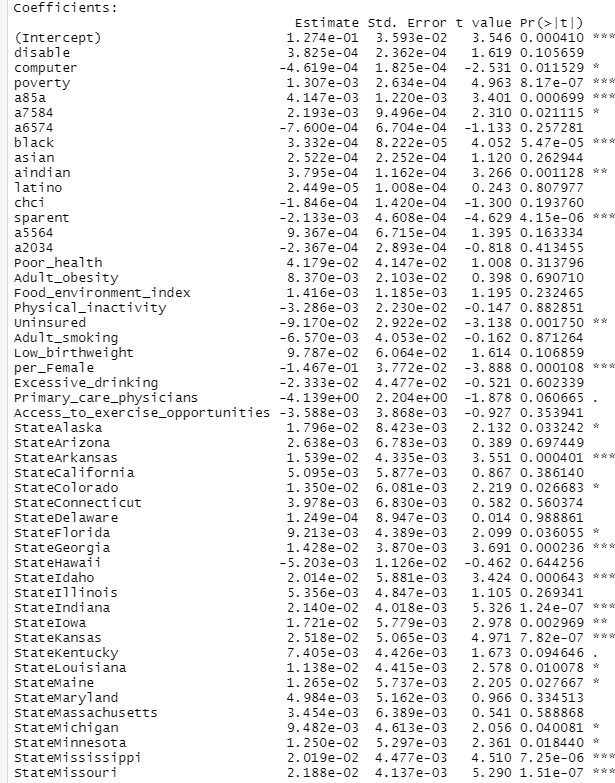 Coefficients:
Estimate Std. Error t value Pr(>|t|)
(Intercept) 1.274e-01 3.593e-02 3.546 0.000410 ***
disable 3.825e-04 2.362e-04 1.619 0.105659
computer -4.619e-04 1.825e-04 -2.531 0.011529 *
poverty 1.307e-03 2.634e-04 4.963 8.17e-07 ***
a85a 4.147e-03 1.220e-03 3.401 0.000699 ***
a7584 2.193e-03 9.496e-04 2.310 0.021115 *
a6574 -7.600e-04 6.704e-04 -1.133 0.257281
black 3.332e-04 8.222e-05 4.052 5.47e-05 ***
asian 2.522e-04 2.252e-04 1.120 0.262944
aindian 3.795e-04 1.162e-04 3.266 0.001128 **
latino 2.449e-05 1.008e-04 0.243 0.807977
chci -1.846e-04 1.420e-04 -1.300 0.193760
sparent -2.133e-03 4.608e-04 -4.629 4.15e-06 ***
a5564 9.367e-04 6.715e-04 1.395 0.163334
a2034 -2.367e-04 2.893e-04 -0.818 0.413455
Poor_health 4.179e-02 4.147e-02 1.008 0.313796
Adult_obesity 8.370e-03 2.103e-02 0.398 0.690710
Food_environment_index 1.416e-03 1.185e-03 1.195 0.232465
Physical_inactivity -3.286e-03 2.230e-02 -0.147 0.882851
Uninsured -9.170e-02 2.922e-02 -3.138 0.001750 **
Adult_smoking -6.570e-03 4.053e-02 -0.162 0.871264
Low_birthweight 9.787e-02 6.064e-02 1.614 0.106859
per_Female -1.467e-01 3.772e-02 -3.888 0.000108 ***
Excessive_drinking -2.333e-02 4.477e-02 -0.521 0.602339
Primary_care_physicians -4.139e+00 2.204e+00 -1.878 0.060665 .
Access_to_exercise_opportunities -3.588e-03 3.868e-03 -0.927 0.353941
StateAlaska 1.796e-02 8.423e-03 2.132 0.033242 *
StateArizona 2.638e-03 6.783e-03 0.389 0.697449
StateArkansas 1.539e-02 4.335e-03 3.551 0.000401 ***
StateCalifornia 5.095e-03 5.877e-03 0.867 0.386140
StateColorado 1.350e-02 6.081e-03 2.219 0.026683 *
StateConnecticut 3.978e-03 6.830e-03 0.582 0.560374
StateDelaware 1.249e-04 8.947e-03 0.014 0.988861
StateFlorida 9.213e-03 4.389e-03 2.099 0.036055 *
StateGeorgia 1.428e-02 3.870e-03 3.691 0.000236 ***
StateHawaii -5.203e-03 1.126e-02 -0.462 0.644256
StateIdaho 2.014e-02 5.881e-03 3.424 0.000643 ***
StateIllinois 5.356e-03 4.847e-03 1.105 0.269341
StateIndiana 2.140e-02 4.018e-03 5.326 1.24e-07 ***
StateIowa 1.721e-02 5.779e-03 2.978 0.002969 **
StateKansas 2.518e-02 5.065e-03 4.971 7.82e-07 ***
StateKentucky 7.405e-03 4.426e-03 1.673 0.094646 .
StateLouisiana 1.138e-02 4.415e-03 2.578 0.010078 *
StateMaine 1.265e-02 5.737e-03 2.205 0.027667 *
StateMaryland 4.984e-03 5.162e-03 0.966 0.334513
StateMassachusetts 3.454e-03 6.389e-03 0.541 0.588868
StateMichigan 9.482e-03 4.613e-03 2.056 0.040081 *
StateMinnesota 1.250e-02 5.297e-03 2.361 0.018440 *
StateMississippi 2.019e-02 4.477e-03 4.510 7.25e-06 ***
StateMissouri 2.188e-02 4.137e-03 5.290 1.51e-07 ***